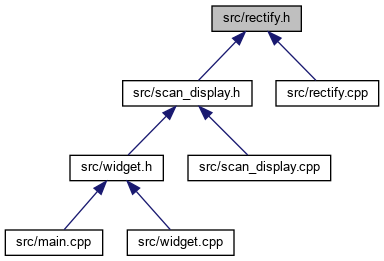 src/rectify.h
src/scan_display.h
src/rectify.cpp
src/widget.h
src/scan_display.cpp
src/main.cpp
src/widget.cpp